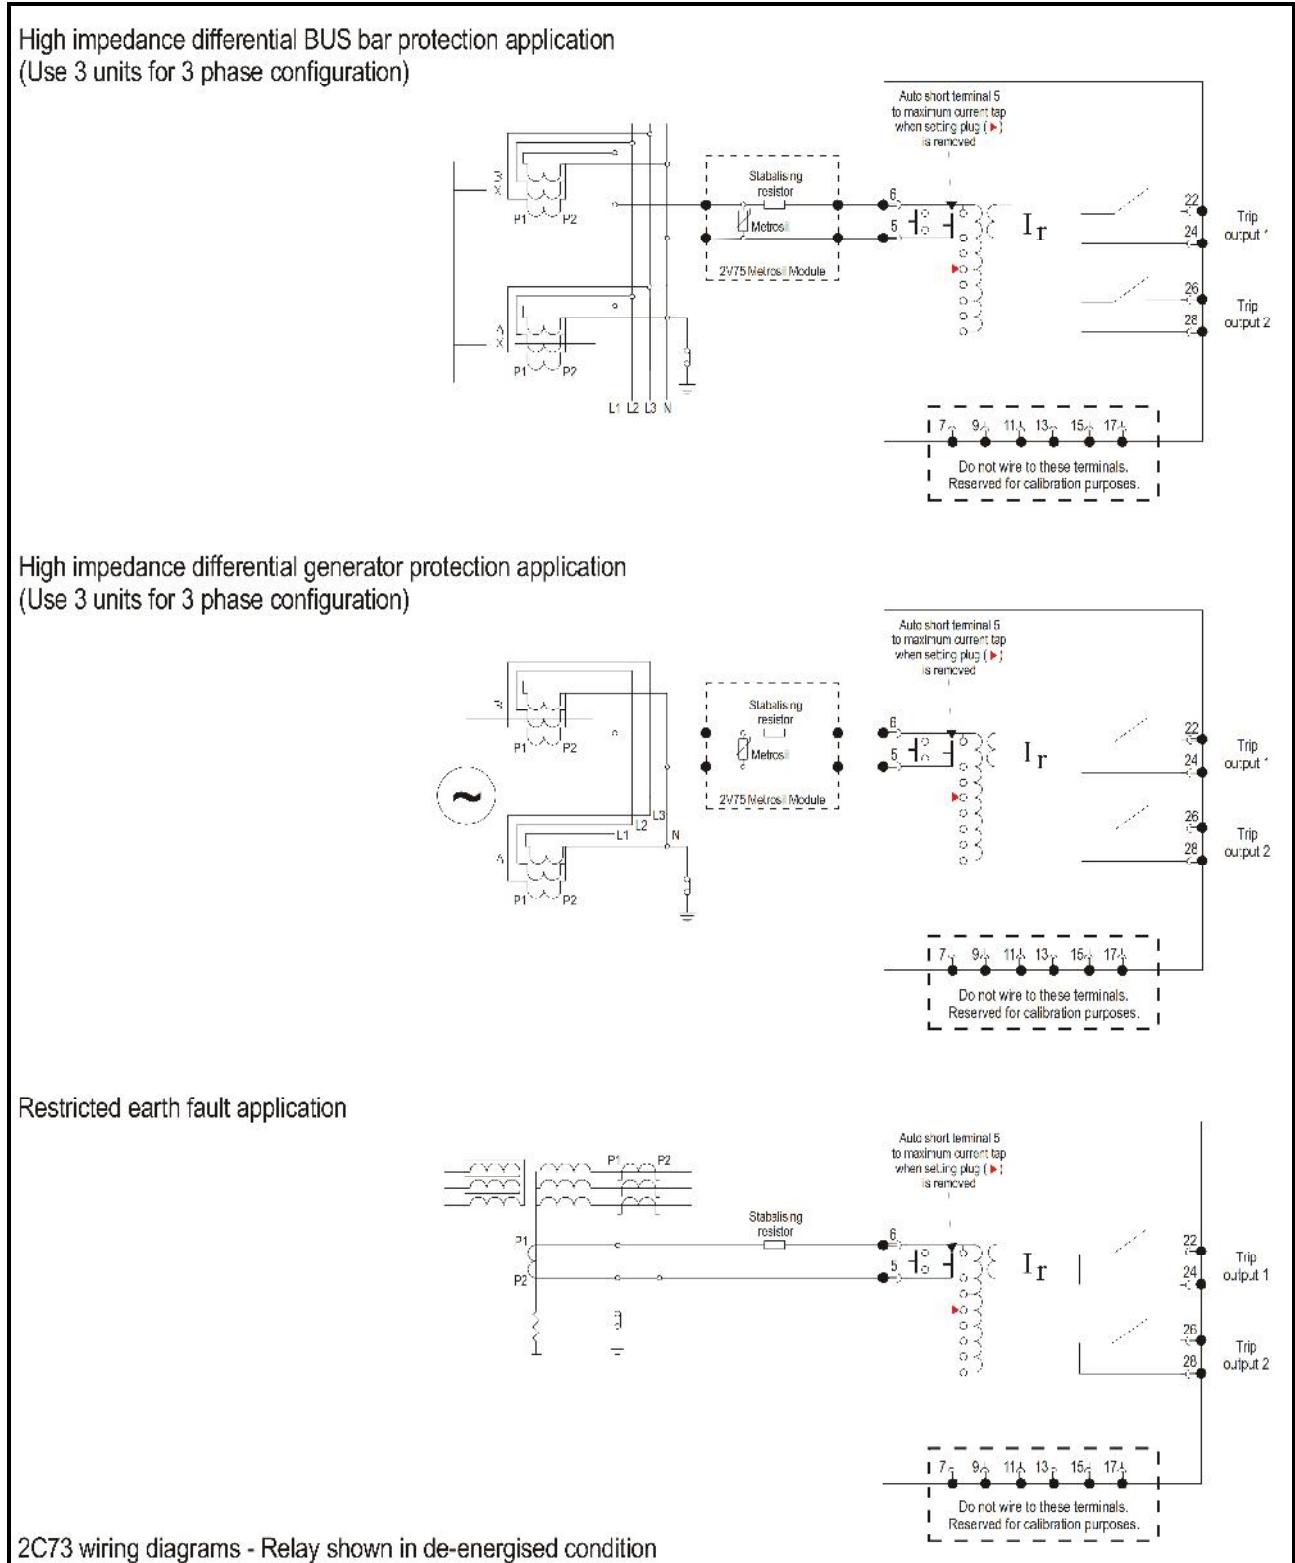 High impedance differential BUS bar protection application
(Use 3 units for 3 phase configuration)
Auto short terminal 5
to maximum current tap
when setting plug ( )
is removed
Stabalising
resistor
Metrosil
2V75 Metrosil Module
P1 P2
P1 P2
L1 L2 L3 N
6
5
Ir
22
24
Trip
output 1
26
28
Trip
output 2
7 9 11 13 15 17
Do not wire to these terminals.
Reserved for calibration purposes.
High impedance differential generator protection application
(Use 3 units for 3 phase configuration)
Auto short terminal 5
to maximum current tap
when setting plug ( )
is removed
Stabalising
resistor
Metrosil
2V75 Metrosil Module
P1 P2
~
L1 L2 L3 N
P1 P2
6
5
Ir
22
24
Trip
output 1
26
28
Trip
output 2
7 9 11 13 15 17
Do not wire to these terminals.
Reserved for calibration purposes.
Restricted earth fault application
Auto short terminal 5
to maximum current tap
when setting plug ( )
is removed
P1 P2
P1
P2
Stabalising
resistor
6
5
Ir
22
24
Trip
output 1
26
28
Trip
output 2
7 9 11 13 15 17
Do not wire to these terminals.
Reserved for calibration purposes.
2C73 wiring diagrams - Relay shown in de-energised condition